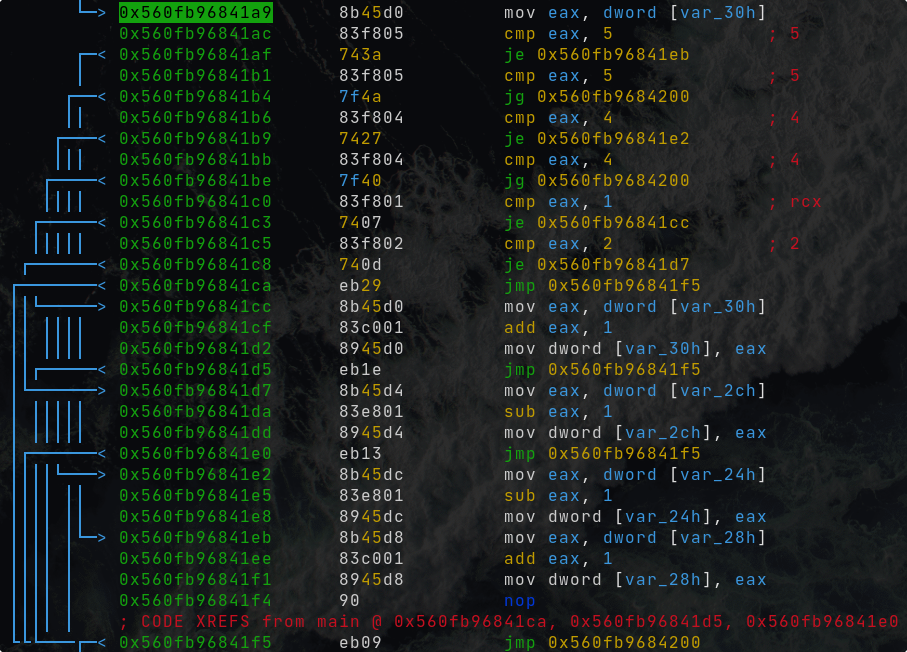 0x560fb96841a9 8b45d0 mov eax, dword [var_30h]
0x560fb96841ac 83f805 cmp eax, 5 ; 5
0x560fb96841af 743a je 0x560fb96841eb
0x560fb96841b1 83f805 cmp eax, 5 ; 5
0x560fb96841b4 7f4a jg 0x560fb9684200
0x560fb96841b6 83f804 cmp eax, 4 ; 4
0x560fb96841b9 7427 je 0x560fb96841e2
0x560fb96841bb 83f804 cmp eax, 4 ; 4
0x560fb96841be 7f40 jg 0x560fb9684200
0x560fb96841c0 83f801 cmp eax, 1 ; rcx
0x560fb96841c3 7407 je 0x560fb96841cc
0x560fb96841c5 83f802 cmp eax, 2 ; 2
0x560fb96841c8 740d je 0x560fb96841d7
0x560fb96841ca eb29 jmp 0x560fb96841f5
0x560fb96841cc 8b45d0 mov eax, dword [var_30h]
0x560fb96841cf 83c001 add eax, 1
0x560fb96841d2 8945d0 mov dword [var_30h], eax
0x560fb96841d5 eb1e jmp 0x560fb96841f5
0x560fb96841d7 8b45d4 mov eax, dword [var_2ch]
0x560fb96841da 83e801 sub eax, 1
0x560fb96841dd 8945d4 mov dword [var_2ch], eax
0x560fb96841e0 eb13 jmp 0x560fb96841f5
0x560fb96841e2 8b45dc mov eax, dword [var_24h]
0x560fb96841e5 83e801 sub eax, 1
0x560fb96841e8 8945dc mov dword [var_24h], eax
0x560fb96841eb 8b45d8 mov eax, dword [var_28h]
0x560fb96841ee 83c001 add eax, 1
0x560fb96841f1 8945d8 mov dword [var_28h], eax
0x560fb96841f4 90 nop
; CODE XREFS from main @ 0x560fb96841ca, 0x560fb96841d5, 0x560fb96841e0
0x560fb96841f5 eb09 jmp 0x560fb9684200